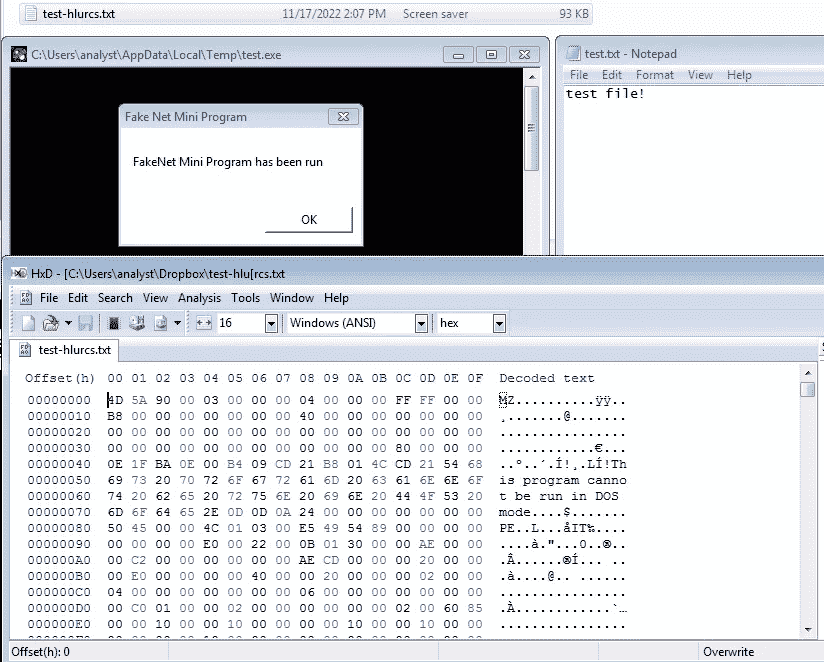 test-hlurcs.txt 11/17/2022 2:07 PM Screen saver 93 KB
C:\Users\analyst\AppData\Local\Temp\test.exe
Fake Net Mini Program
FakeNet Mini Program has been run
OK
test.txt - Notepad
File Edit Format View Help
test file!
HxD - [C:\Users\analyst\Dropbox\test-hlu[rcs.txt
File Edit Search View Analysis Tools Window Help
16 Windows (ANSI) hex
test-hlurcs.txt
Offset(h) 00 01 02 03 04 05 06 07 08 09 0A 0B 0C 0D 0E 0F Decoded text
00000000 4D 5A 90 00 03 00 00 00 04 00 00 00 FF FF 00 00 MZ..........ÿÿ..
00000010 B8 00 00 00 00 00 00 00 40 00 00 00 00 00 00 00 ¸.......@.......
00000020 00 00 00 00 00 00 00 00 00 00 00 00 00 00 00 00 ................
00000030 00 00 00 00 00 00 00 00 00 00 00 00 80 00 00 00 ............€...
00000040 0E 1F BA 0E 00 B4 09 CD 21 B8 01 4C CD 21 54 68 ..º..´.Í!¸.LÍ!Th
00000050 69 73 20 70 72 6F 67 72 61 6D 20 63 61 6E 6E 6F is program canno
00000060 74 20 62 65 20 72 75 6E 20 69 6E 20 44 4F 53 20 t be run in DOS
00000070 6D 6F 64 65 2E 0D 0D 0A 24 00 00 00 00 00 00 00 mode....$.......
00000080 50 45 00 00 4C 01 03 00 E5 49 54 89 00 00 00 00 PE..L...åIT‰....
00000090 00 00 00 00 E0 00 22 00 0B 01 30 00 00 AE 00 00 ....à."...0..®..
000000A0 00 C2 00 00 00 00 00 00 AE CD 00 00 00 20 00 00 .Â......®Í... ..
000000B0 00 E0 00 00 00 00 40 00 00 20 00 00 00 02 00 00 .à....@.. ......
000000C0 04 00 00 00 00 00 00 00 06 00 00 00 00 00 00 00 ................
000000D0 00 C0 01 00 00 02 00 00 00 00 00 00 02 00 60 85 .À............`…
000000E0 00 00 10 00 00 10 00 00 00 00 10 00 00 10 00 00 ................
Offset(h): 0 Overwrite